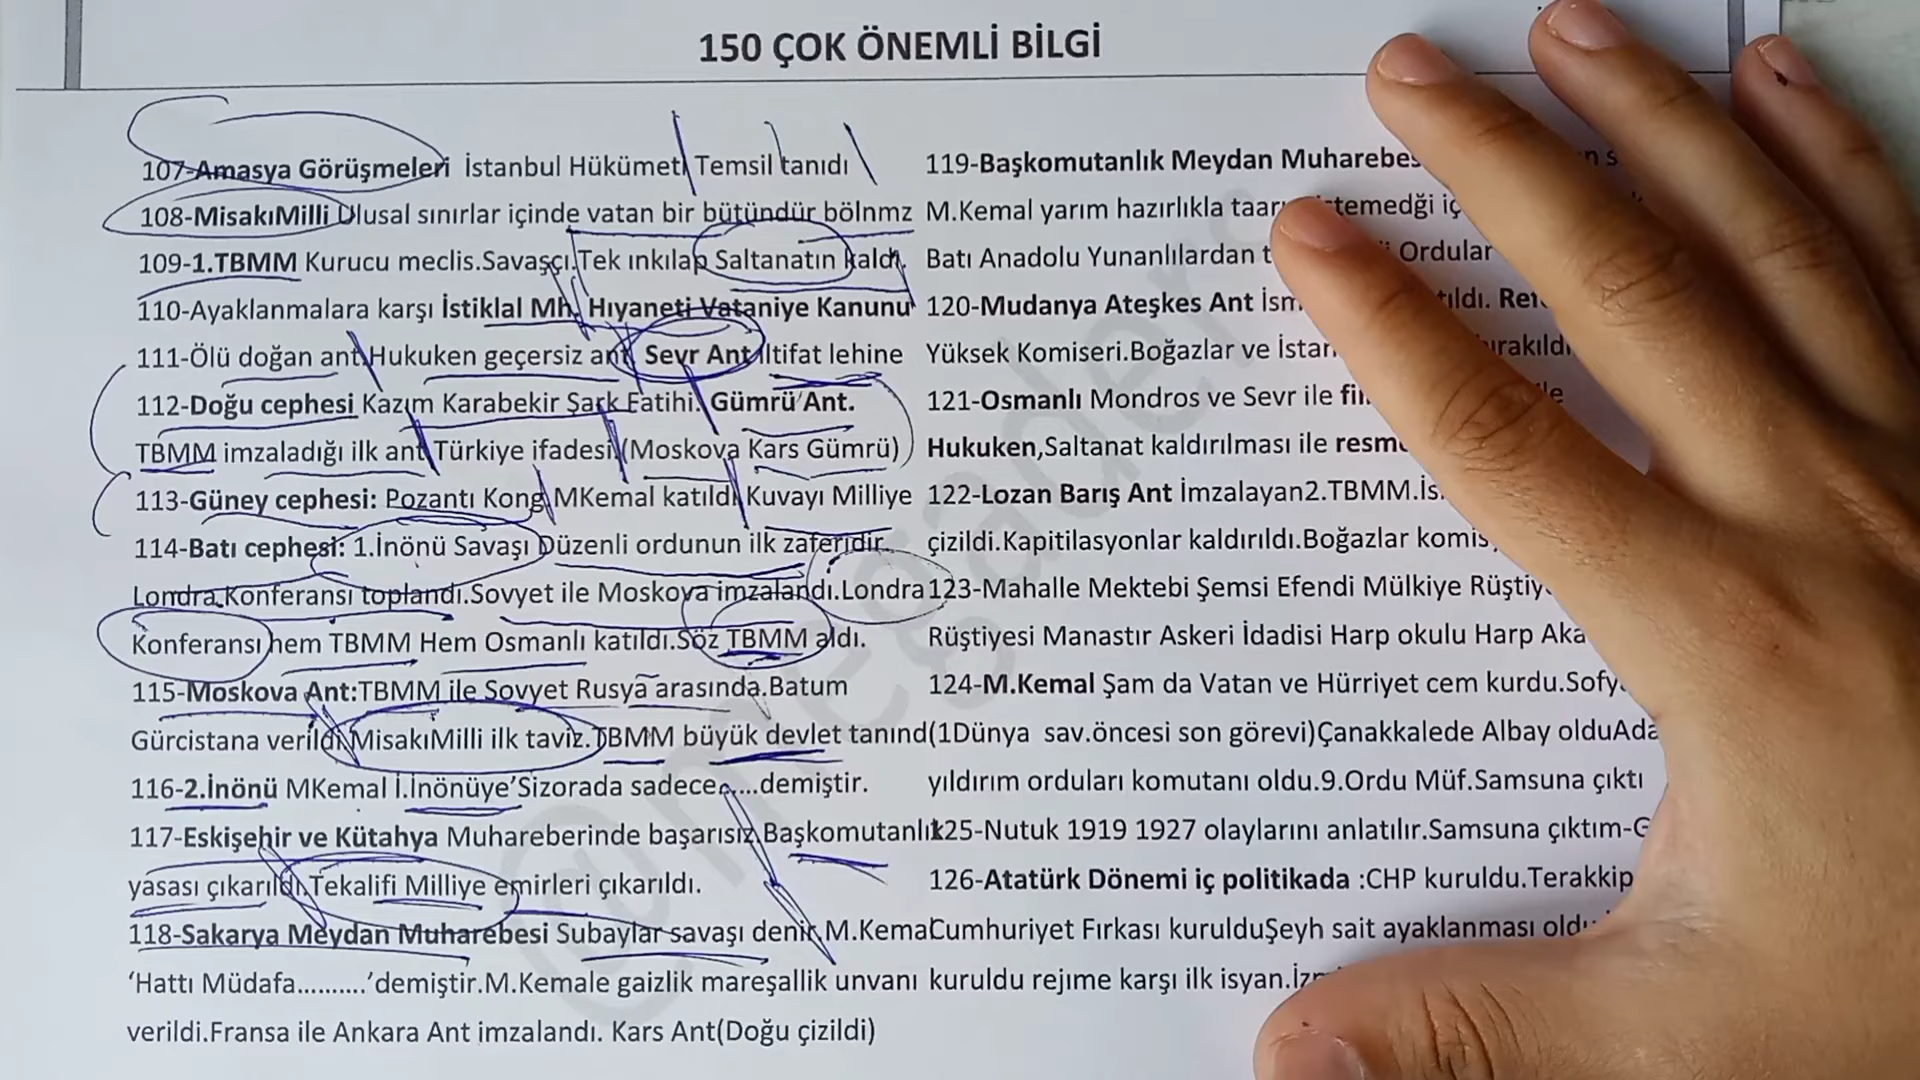 150 ÇOK ÖNEMLİ BİLGİ
107-Amasya Görüşmeleri İstanbul Hükümeti Temsil tanıdı
108-MisakıMilli Ulusal sınırlar içinde vatan bir bütündür bölnmz
109-1.TBMM Kurucu meclis.Savaşçı.Tek ınkılap Saltanatın kaldı.
110-Ayaklanmalara karşı İstiklal Mh. Hıyaneti Vataniye Kanunu
111-Ölü doğan ant.Hukuken geçersiz ant Sevr Ant İltifat lehine
112-Doğu cephesi Kazım Karabekir Şark Fatihi. Gümrü Ant.
TBMM imzaladığı ilk ant Türkiye ifadesi.(Moskova Kars Gümrü)
113-Güney cephesi: Pozantı Kong MKemal katıldı Kuvayı Milliye
114-Batı cephesi: 1.İnönü Savaşı Düzenli ordunun ilk zaferidir.
Londra Konferansı toplandı.Sovyet ile Moskova imzalandı.Londra
Konferansı hem TBMM Hem Osmanlı katıldı.Söz TBMM aldı.
115-Moskova Ant:TBMM ile Sovyet Rusya arasında.Batum
Gürcistana verildi.MisakıMilli ilk taviz.TBMM büyük devlet tanınd
116-2.İnönü MKemal İ.İnönüye'Sizorada sadece.....demiştir.
117-Eskişehir ve Kütahya Muhareberinde başarısız.Başkomutanlık
yasası çıkarıldı.Tekalifi Milliye emirleri çıkarıldı.
118-Sakarya Meydan Muharebesi Subaylar savaşı denir.M.Kemal
'Hattı Müdafa..........'demiştir.M.Kemale gaizlik mareşallik unvanı
verildi.Fransa ile Ankara Ant imzalandı. Kars Ant(Doğu çizildi)
119-Başkomutanlık Meydan
M.Kemal yarım hazırlıkla
Batı Anadolu Yunanlılardan Ordular
120-Mudanya Ateşkes Ant
Yüksek Komiseri.Boğazlar ve
121-Osmanlı Mondros ve Sevr ile
Hukuken,Saltanat kaldırılması ile
122-Lozan Barış Ant İmzalayan2.TBMM.
çizildi.Kapitilasyonlar kaldırıldı.Boğazlar
123-Mahalle Mektebi Şemsi Efendi Mülkiye
Rüştiyesi Manastır Askeri İdadisi Harp okulu Harp
124-M.Kemal Şam da Vatan ve Hürriyet cem kurdu.
(1Dünya sav.öncesi son görevi)Çanakkalede Albay oldu
yıldırım orduları komutanı oldu.9.Ordu Müf.Samsuna çıktı
125-Nutuk 1919 1927 olaylarını anlatılır.Samsuna çıktım-
126-Atatürk Dönemi iç politikada :CHP kuruldu.
Cumhuriyet Fırkası kurulduŞeyh sait ayaklanması
kuruldu rejıme karşı ilk isyan.